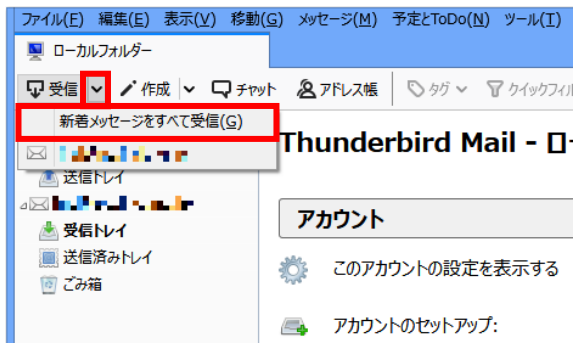 ファイル(F) 編集(E) 表示(V) 移動(G) メッセージ(M) 予定とToDo(N) ツール(T)
ローカルフォルダー
受信 作成 チャット アドレス帳 タグ クイックフィル
新着メッセージをすべて受信(G)
Thunderbird Mail - ロー
送信トレイ
アカウント
受信トレイ
送信済みトレイ
このアカウントの設定を表示する
ごみ箱
アカウントのセットアップ: